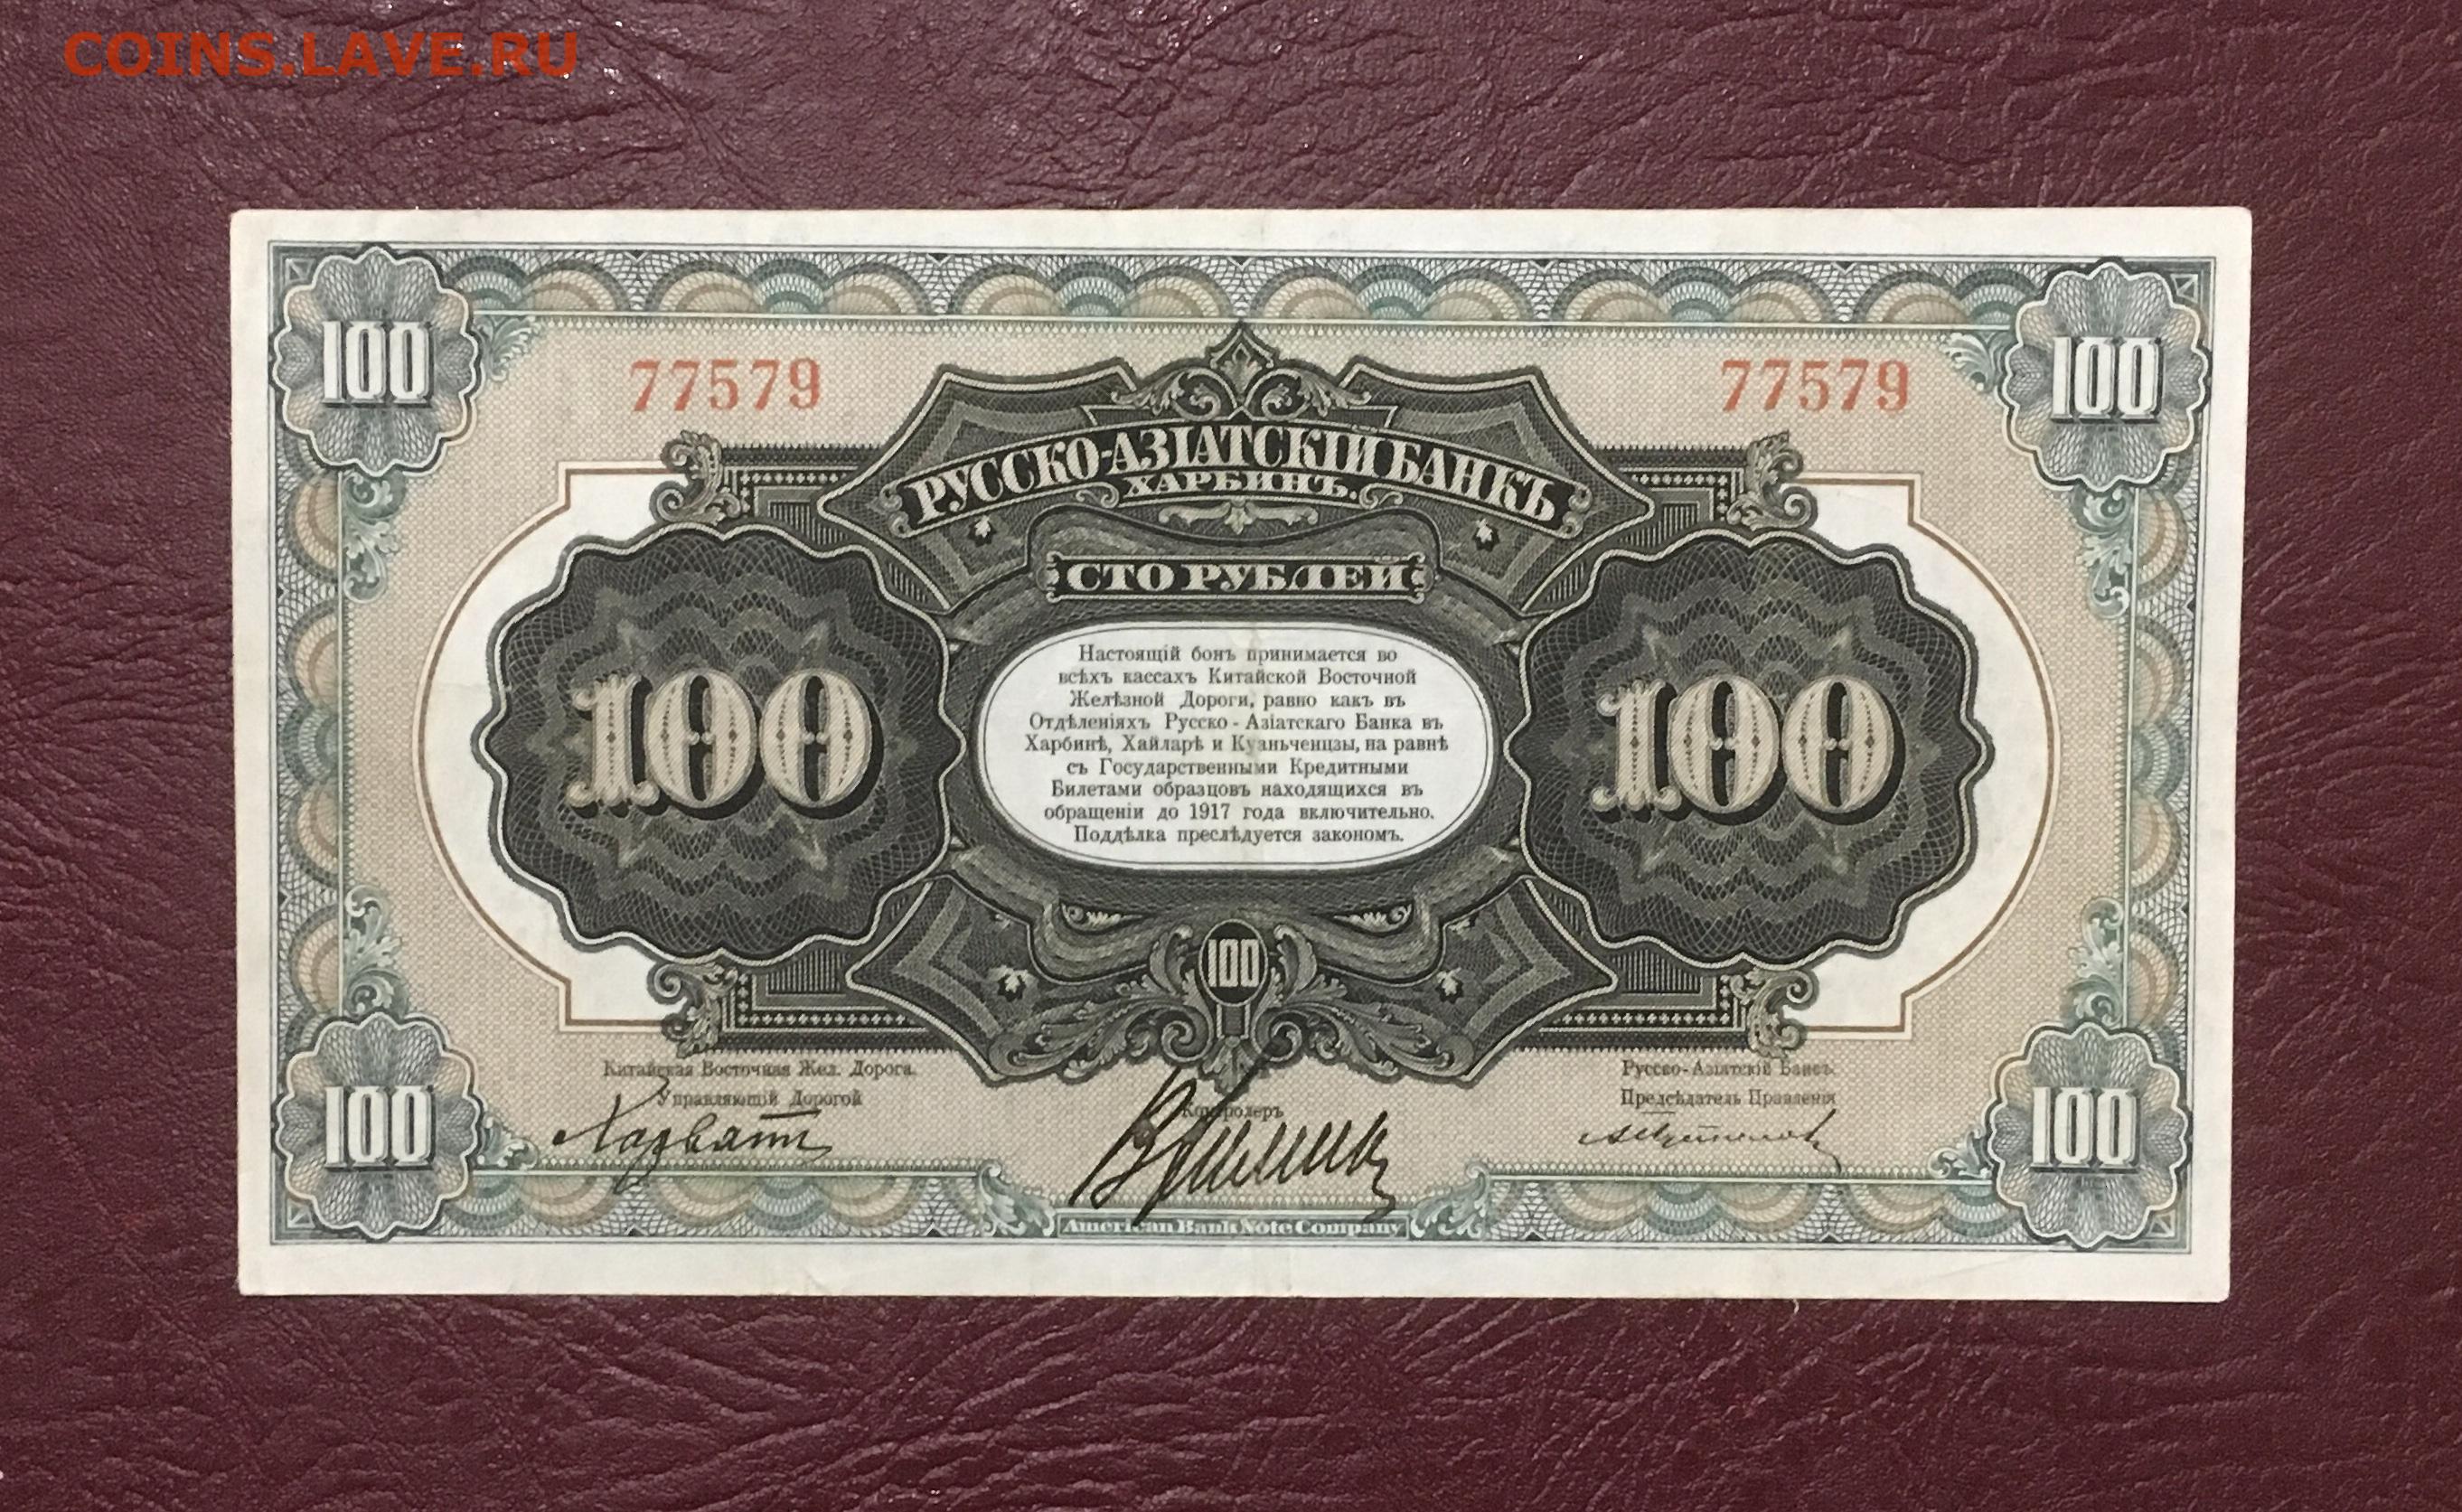 COINS.LAVE.RU
100
100
77579
77579
РУССКО-АЗІАТСКІЙ БАНКЪ
ХАРБИНЪ.
СТО РУБЛЕЙ
100
100
Настоящій бонъ принимается во
всѣхъ кассахъ Китайской Восточной
Желѣзной Дороги, равно какъ въ
Отдѣленіяхъ Русско-Азіатскаго Банка въ
Харбинѣ, Хайларѣ и Куаньченцзы, на равнѣ
съ Государственными Кредитными
Билетами образцовъ находящихся въ
обращеніи до 1917 года включительно.
Поддѣлка преслѣдуется закономъ.
100
Китайская Восточная Жел. Дорога.
Управляющій Дорогой
Хорватъ
Контролеръ
Русско-Азіатскій Банкъ.
Предсѣдатель Правленія
100
100
American Bank Note Company